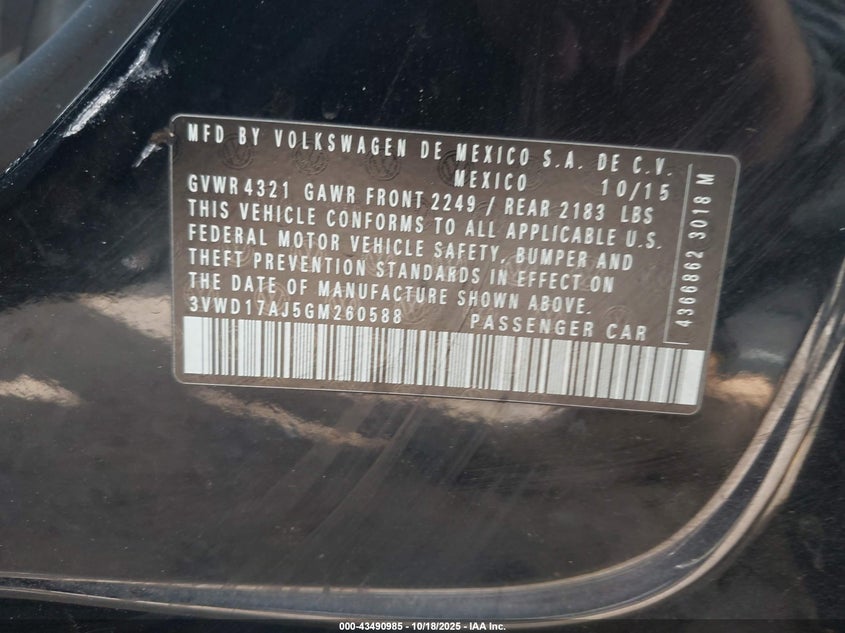 MFD BY VOLKSWAGEN DE MEXICO S.A. DE C.V.
MEXICO 10/15
GVWR 4321 GAWR FRONT 2249 / REAR 2183 LBS
THIS VEHICLE CONFORMS TO ALL APPLICABLE U.S.
FEDERAL MOTOR VEHICLE SAFETY, BUMPER AND
THEFT PREVENTION STANDARDS IN EFFECT ON
THE DATE OF MANUFACTURE SHOWN ABOVE.
3VWD17AJ5GM260588 PASSENGER CAR
4366862 3018 M
000-43490985 - 10/18/2025 - IAA Inc.